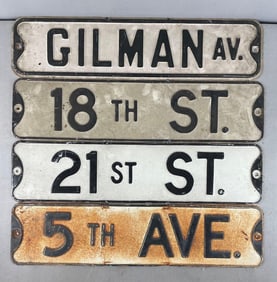 GILMAN AV.
18 TH ST.
21 ST ST.
5 TH AVE.